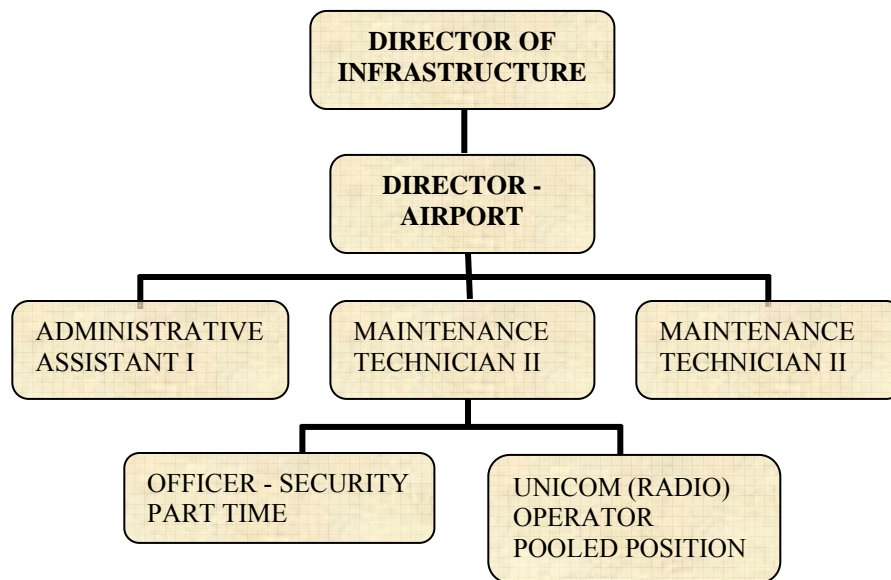 DIRECTOR OF
INFRASTRUCTURE
DIRECTOR -
AIRPORT
ADMINISTRATIVE
ASSISTANT I
MAINTENANCE
TECHNICIAN II
MAINTENANCE
TECHNICIAN II
OFFICER - SECURITY
PART TIME
UNICOM (RADIO)
OPERATOR
POOLED POSITION